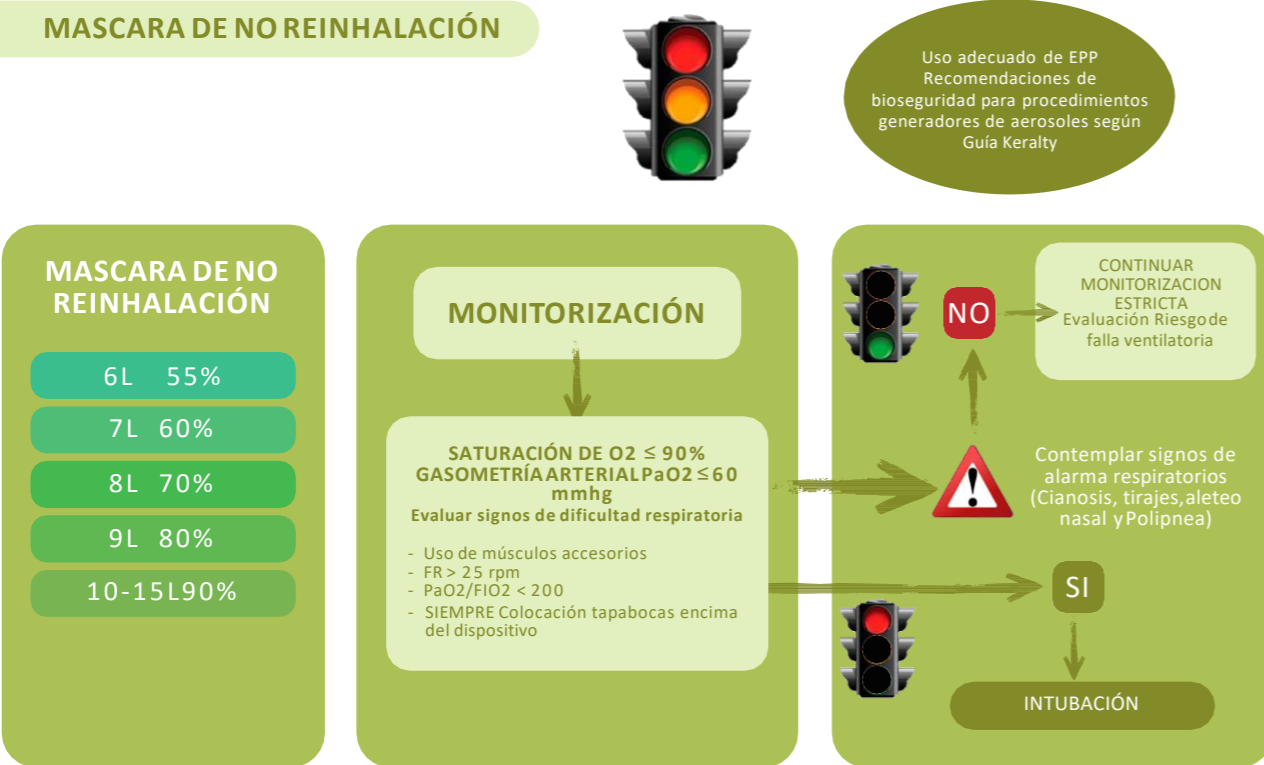 MASCARA DE NO REINHALACIÓN
Uso adecuado de EPP
Recomendaciones de
bioseguridad para procedimientos
generadores de aerosoles según
Guía Keralty
MASCARA DE NO
REINHALACIÓN
6L 55%
7L 60%
8L 70%
9L 80%
10-15L90%
MONITORIZACIÓN
SATURACIÓN DE O2 ≤ 90%
GASOMETRÍA ARTERIAL PaO2 ≤ 60
mmhg
Evaluar signos de dificultad respiratoria
- Uso de músculos accesorios
- FR > 25 rpm
- PaO2/FIO2 < 200
- SIEMPRE Colocación tapabocas encima
del dispositivo
NO
CONTINUAR
MONITORIZACION
ESTRICTA
Evaluación Riesgo de
falla ventilatoria
Contemplar signos de
alarma respiratorios
(Cianosis, tirajes,aleteo
nasal y Polipnea)
SI
INTUBACIÓN